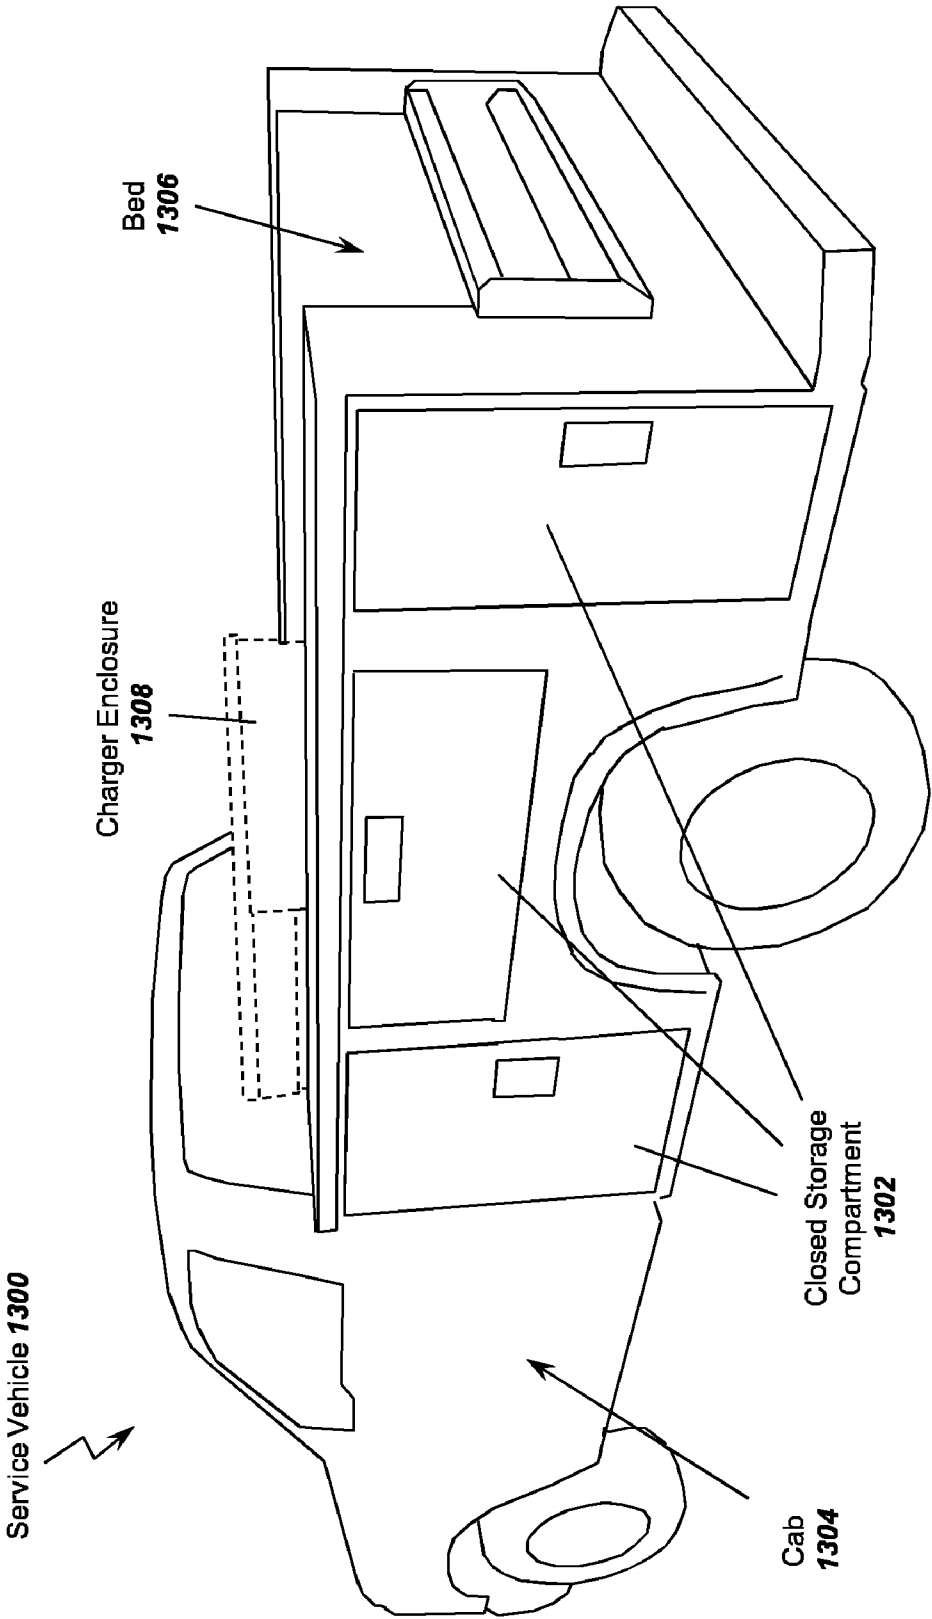 Service Vehicle 1300
Bed
1306
Charger Enclosure
1308
Closed Storage
Compartment
1302
Cab
1304